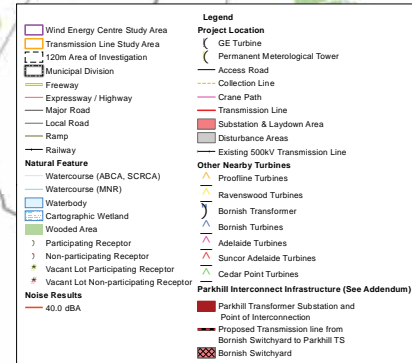 Legend
Wind Energy Centre Study Area
Transmission Line Study Area
120m Area of Investigation
Municipal Division
Freeway
Expressway / Highway
Major Road
Local Road
Ramp
Railway
Natural Feature
Watercourse (ABCA, SCRCA)
Watercourse (MNR)
Waterbody
Cartographic Wetland
Wooded Area
Participating Receptor
Non-participating Receptor
Vacant Lot Participating Receptor
Vacant Lot Non-participating Receptor
Noise Results
40.0 dBA
Project Location
GE Turbine
Permanent Meterological Tower
Access Road
Collection Line
Crane Path
Transmission Line
Substation & Laydown Area
Disturbance Areas
Existing 500kV Transmission Line
Other Nearby Turbines
Proofline Turbines
Ravenswood Turbines
Bornish Transformer
Bornish Turbines
Adelaide Turbines
Suncor Adelaide Turbines
Cedar Point Turbines
Parkhill Interconnect Infrastructure (See Addendum)
Parkhill Transformer Substation and
Point of Interconnection
Proposed Transmission line from
Bornish Switchyard to Parkhill TS
Bornish Switchyard